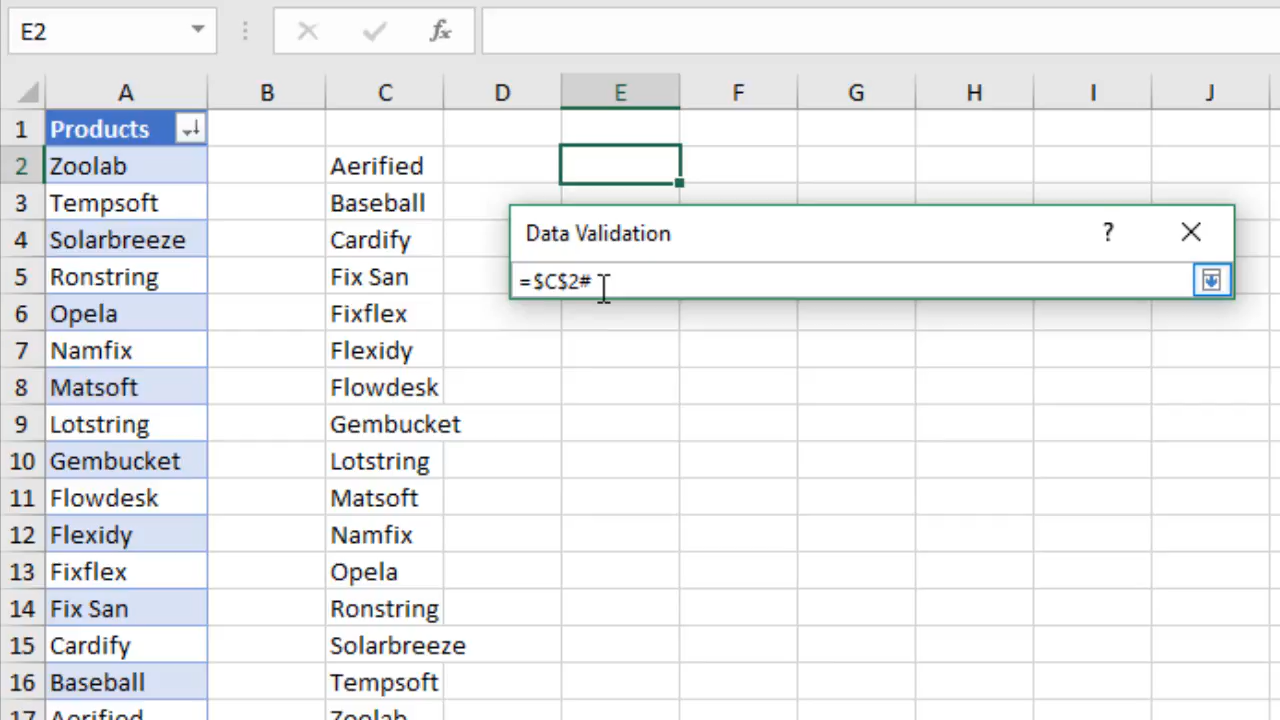 E2 fx
A B C D E F G H I J
1 Products
2 Zoolab Aerified
3 Tempsoft Baseball
Data Validation ? 
4 Solarbreeze Cardify
=$C$2#
5 Ronstring Fix San
6 Opela Fixflex
7 Namfix Flexidy
8 Matsoft Flowdesk
9 Lotstring Gembucket
10 Gembucket Lotstring
11 Flowdesk Matsoft
12 Flexidy Namfix
13 Fixflex Opela
14 Fix San Ronstring
15 Cardify Solarbreeze
16 Baseball Tempsoft
17 Aerified Zoolab